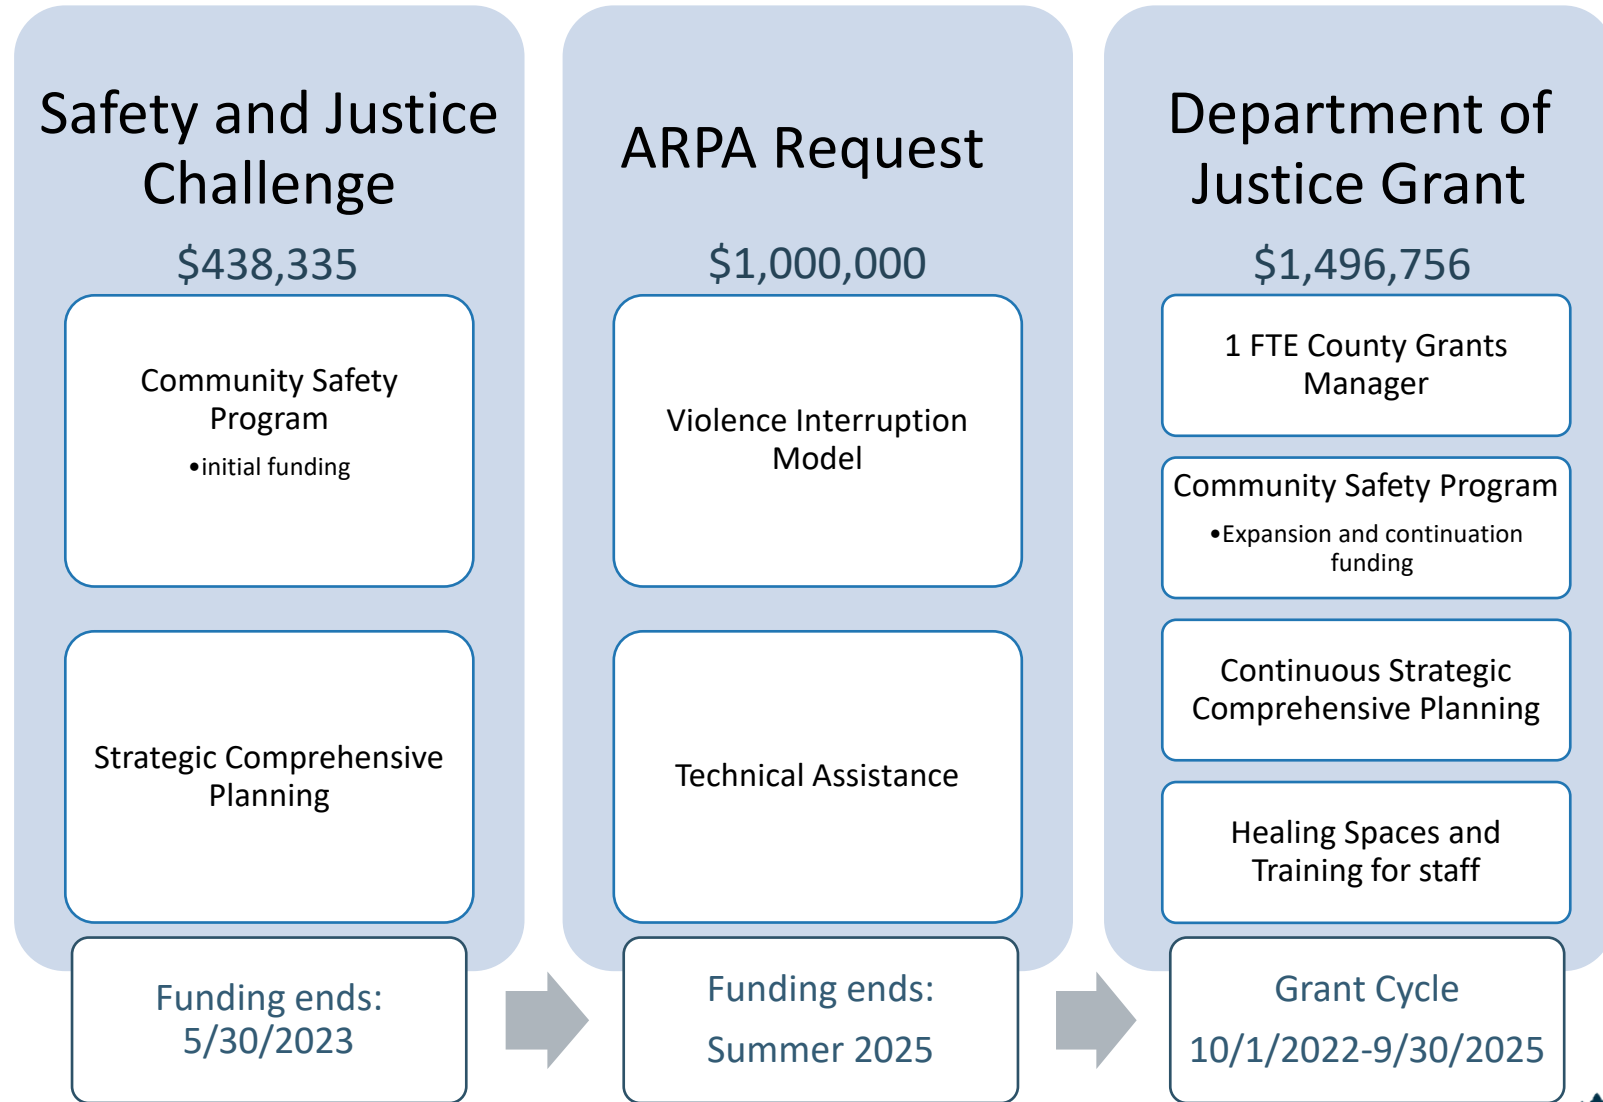 Safety and Justice
Challenge
$438,335
Community Safety
Program
•initial funding
Strategic Comprehensive
Planning
Funding ends:
5/30/2023
ARPA Request
$1,000,000
Violence Interruption
Model
Technical Assistance
Funding ends:
Summer 2025
Department of
Justice Grant
$1,496,756
1 FTE County Grants
Manager
Community Safety Program
•Expansion and continuation
funding
Continuous Strategic
Comprehensive Planning
Healing Spaces and
Training for staff
Grant Cycle
10/1/2022-9/30/2025